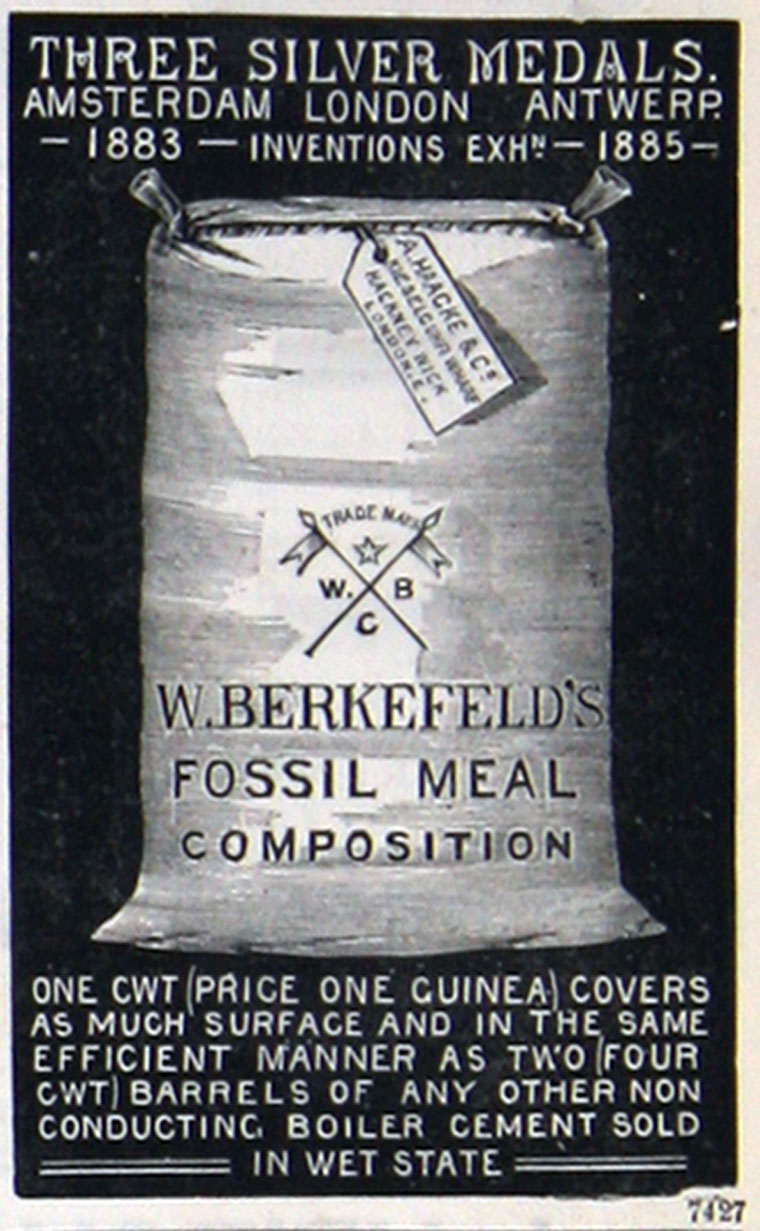 THREE SILVER MEDALS.
AMSTERDAM LONDON ANTWERP.
— 1883 — INVENTIONS EXHN — 1885 —
A. HAACKE & Co
KIESELGUHR WHARF
HACKNEY WICK
LONDON. E.
TRADE MARK
W. B
C
W. BERKEFELD'S
FOSSIL MEAL
COMPOSITION
ONE CWT (PRICE ONE GUINEA) COVERS
AS MUCH SURFACE AND IN THE SAME
EFFICIENT MANNER AS TWO (FOUR
CWT) BARRELS OF ANY OTHER NON
CONDUCTING BOILER CEMENT SOLD
IN WET STATE
7427